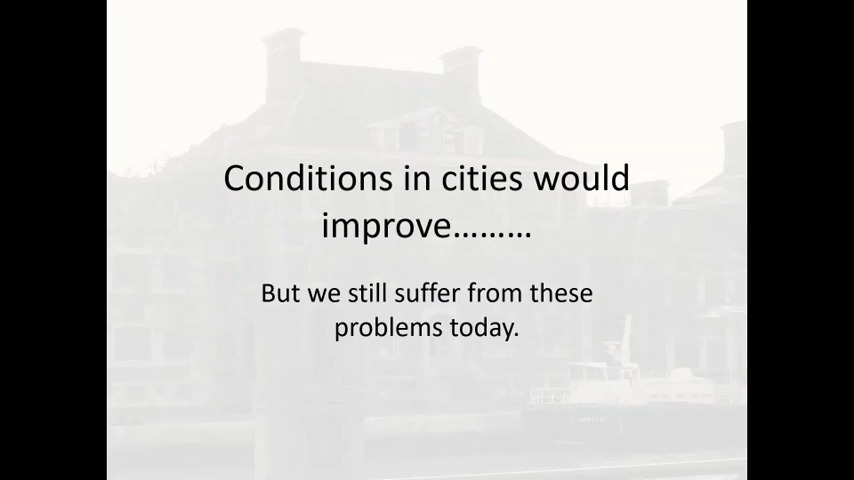 Conditions in cities would
improve………
But we still suffer from these
problems today.